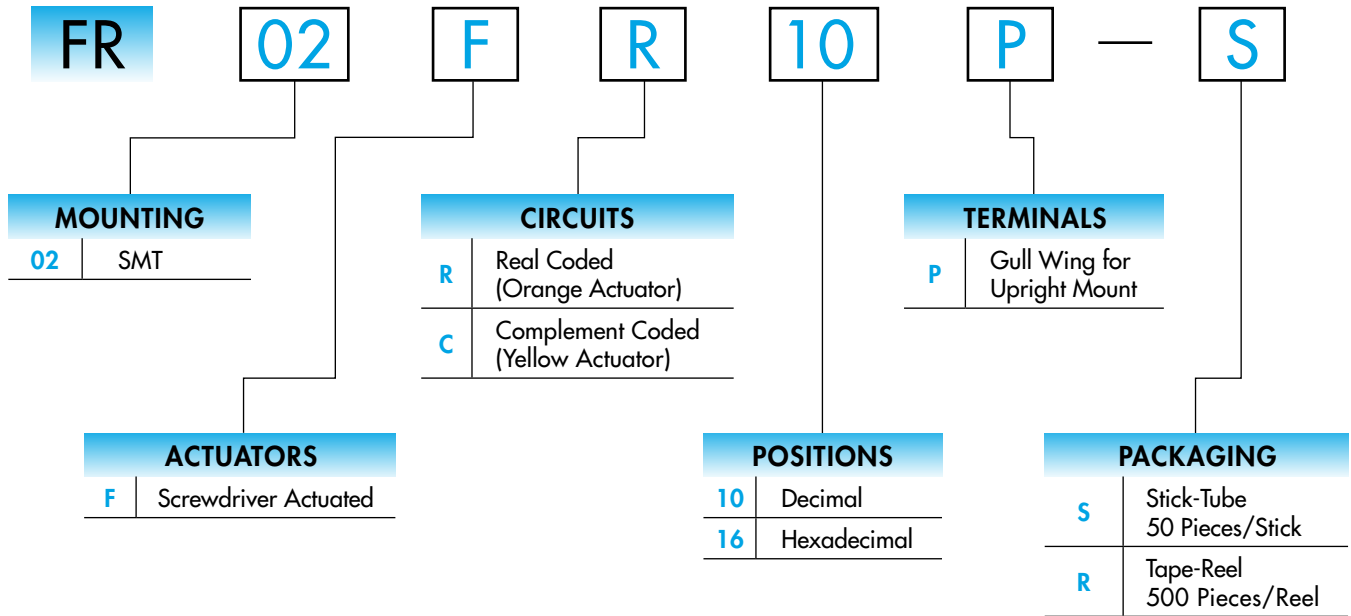 FR 02 F R 10 P — S
MOUNTING
02 SMT
CIRCUITS
R Real Coded
(Orange Actuator)
C Complement Coded
(Yellow Actuator)
TERMINALS
P Gull Wing for
Upright Mount
ACTUATORS
F Screwdriver Actuated
POSITIONS
10 Decimal
16 Hexadecimal
PACKAGING
S Stick-Tube
50 Pieces/Stick
R Tape-Reel
500 Pieces/Reel